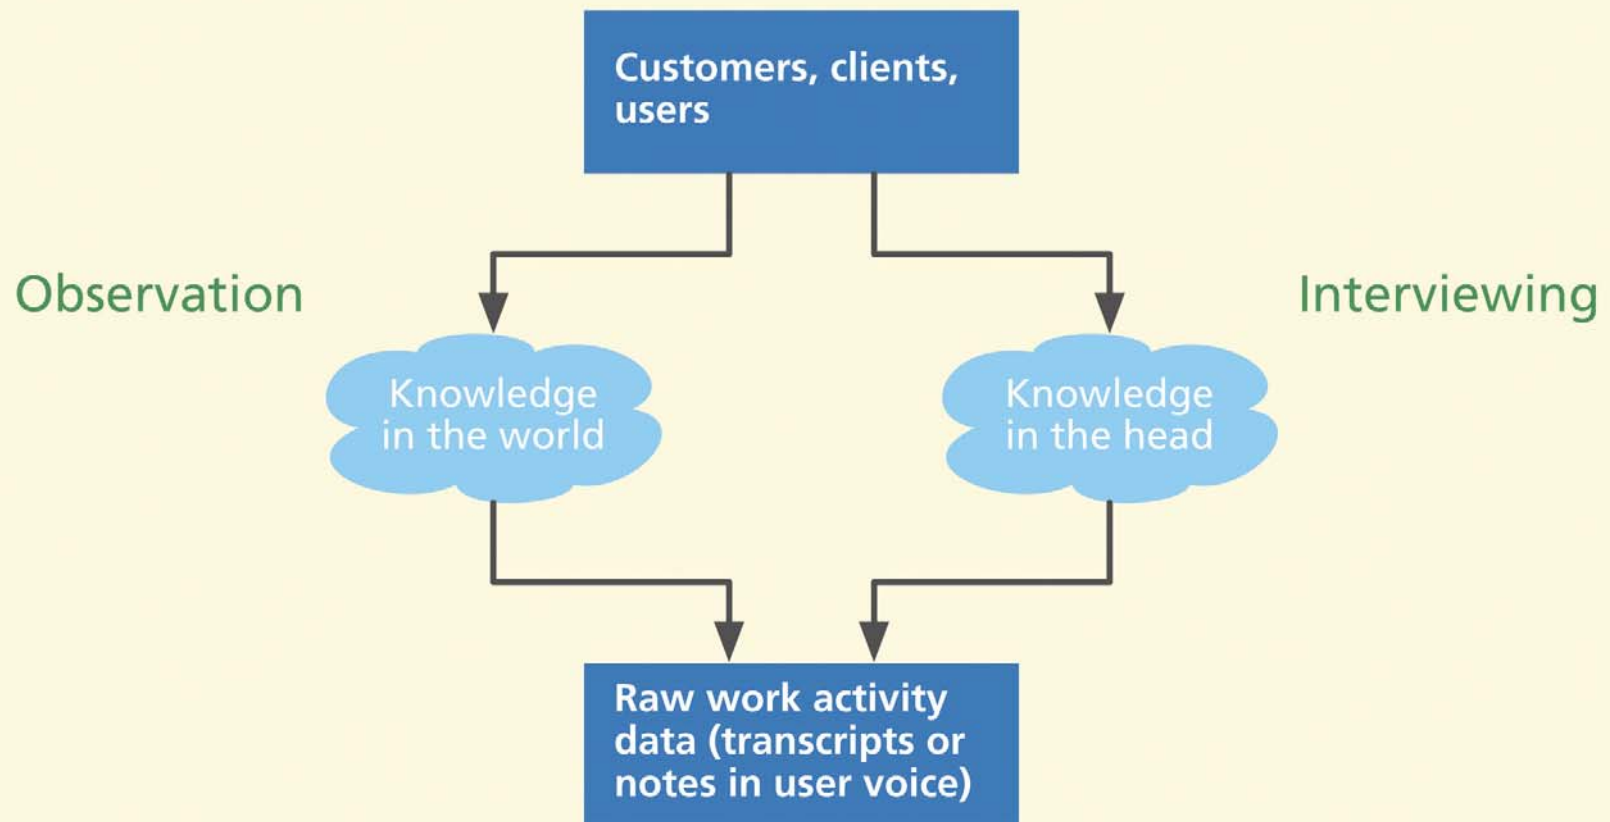 Customers, clients,
users
Observation
Interviewing
Knowledge
in the world
Knowledge
in the head
Raw work activity
data (transcripts or
notes in user voice)